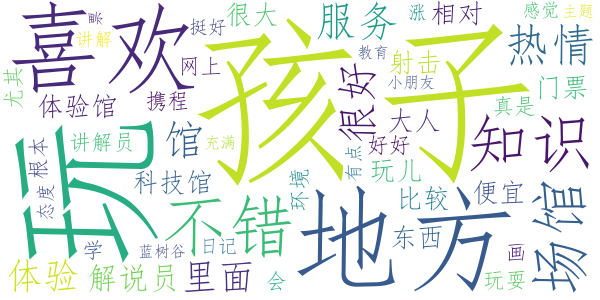 挺好
很大
服务
涨
相对
感觉
主题
票
讲解
喜欢
孩子
热情
尤其
网上
教育
射击
小朋友
门票
体验馆
携程
很好
大人
真是
知识
玩
讲解员
馆
充满
好好
根本
态度
科技馆
有点
玩儿
比较
便宜
环境
场馆
不错
地方
学
蓝树谷
日记
东西
画
体验
解说员
里面
会
玩耍